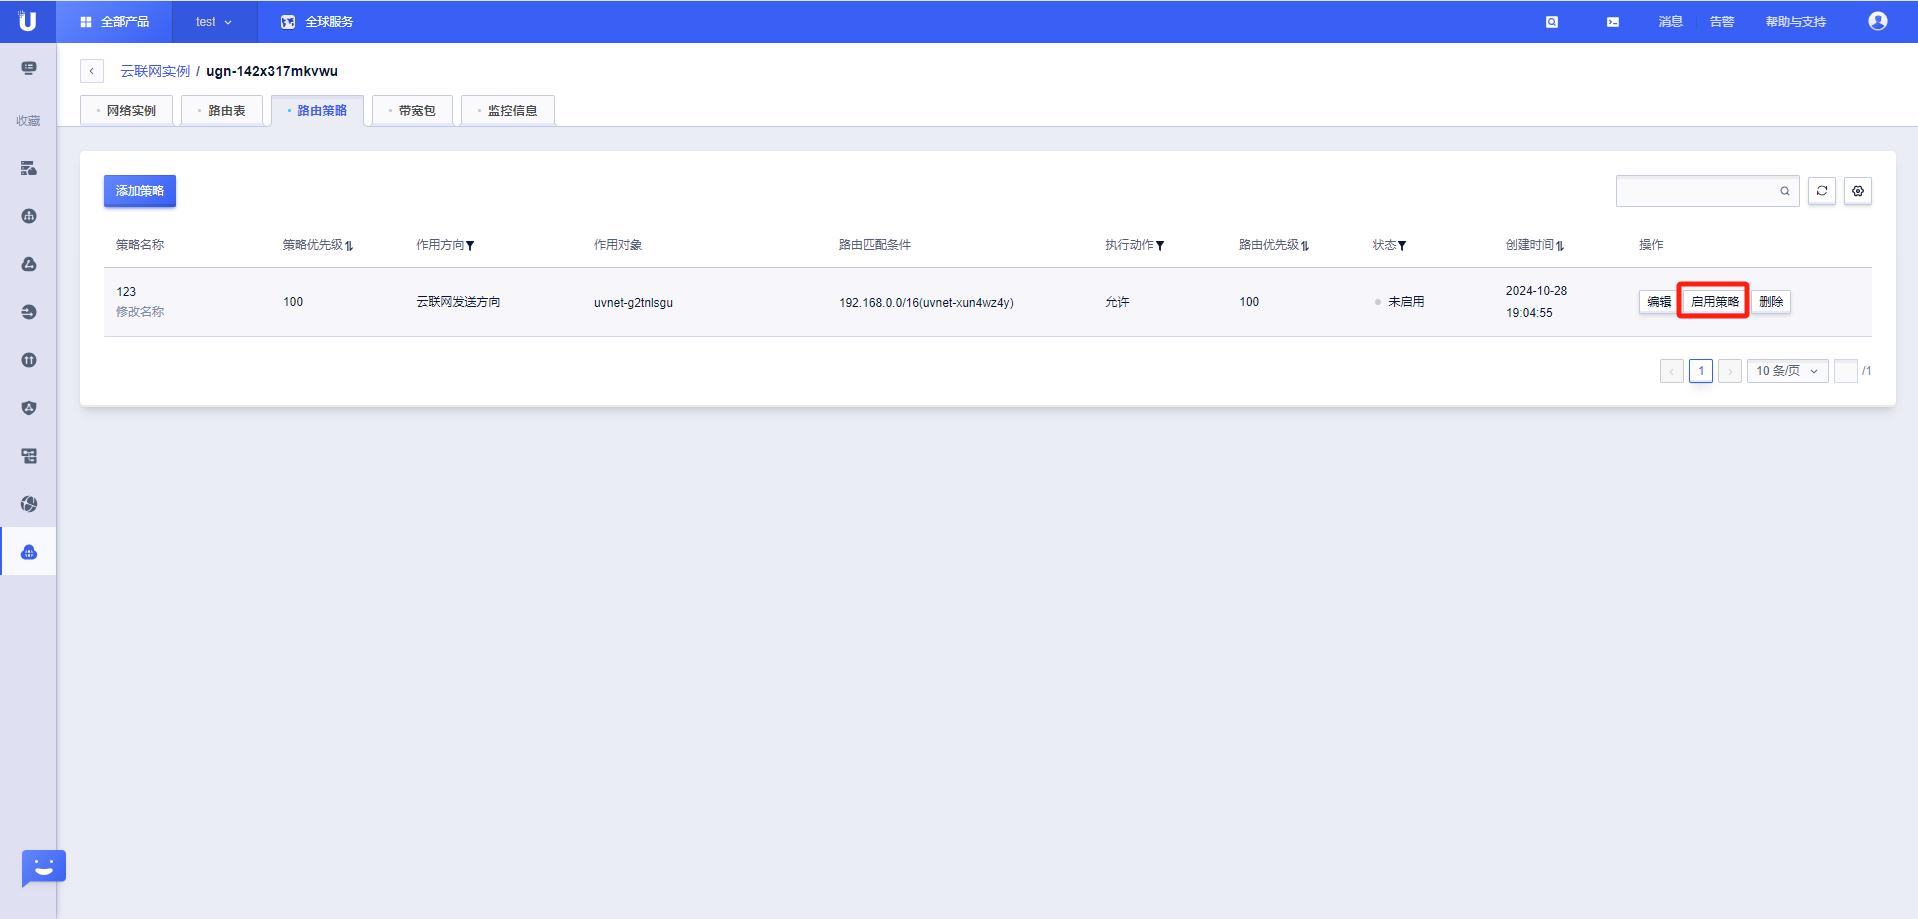 U 全部产品 test 全球服务 消息 告警 帮助与支持
云联网实例 / ugn-142x317mkvwu
网络实例 路由表 路由策略 带宽包 监控信息
收藏
添加策略
策略名称 策略优先级 作用方向 作用对象 路由匹配条件 执行动作 路由优先级 状态 创建时间 操作
123 100 云联网发送方向 uvnet-g2tnlsgu 192.168.0.0/16(uvnet-xun4wz4y) 允许 100 未启用 2024-10-28 编辑 启用策略 删除
修改名称 19:04:55
1 10 条/页 /1